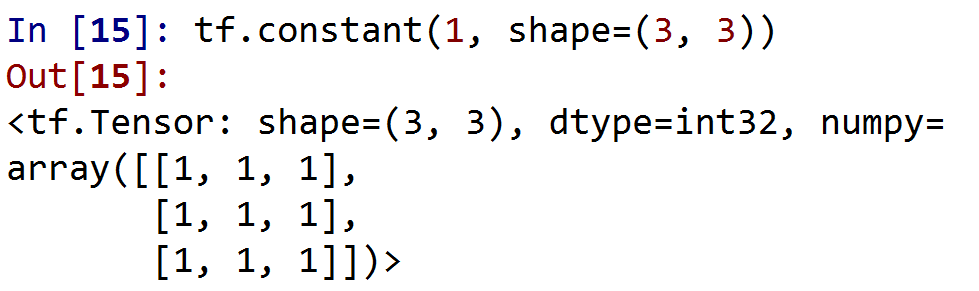 In [15]: tf.constant(1, shape=(3, 3))
Out[15]:
<tf.Tensor: shape=(3, 3), dtype=int32, numpy=
array([[1, 1, 1],
       [1, 1, 1],
       [1, 1, 1]])>